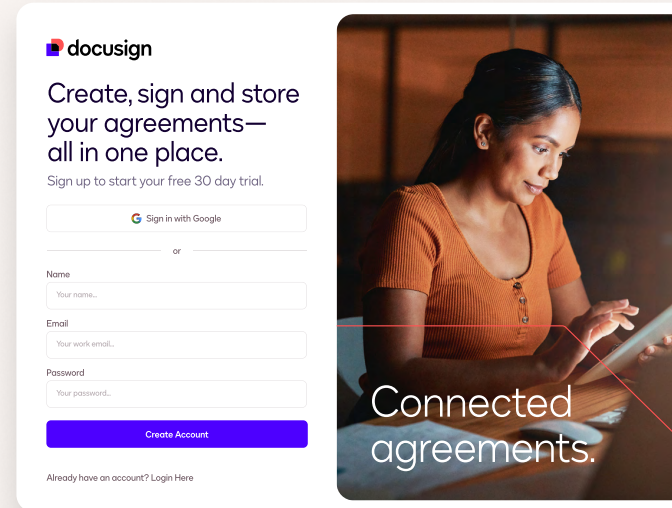 docusign
Create, sign and store
your agreements—
all in one place.
Sign up to start your free 30 day trial.
Sign in with Google
or
Name
Your name...
Email
Your work email...
Password
Your password...
Create Account
Already have an account? Login Here
Connected
agreements.